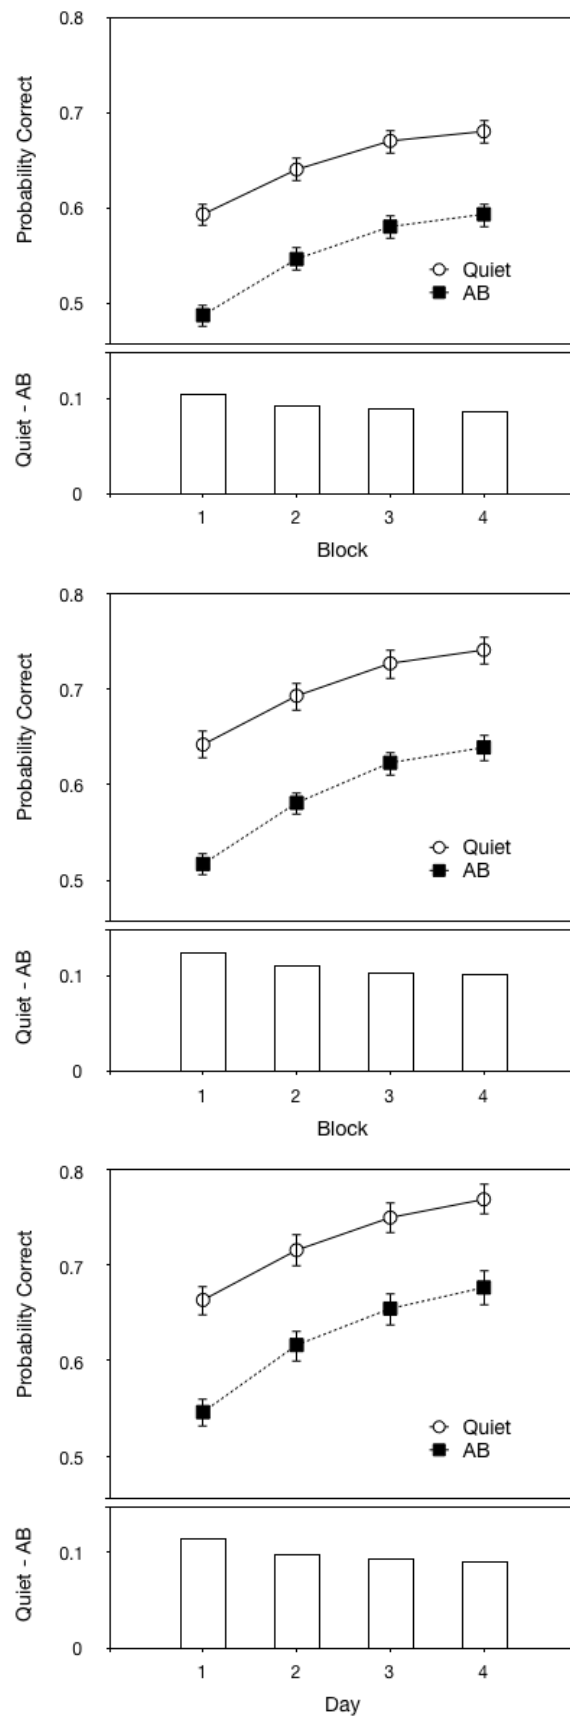 0.8
0.7
0.6
0.5
Probability Correct
Quiet
AB
0.1
0
Quiet - AB
1 2 3 4
Block
0.8
0.7
0.6
0.5
Probability Correct
Quiet
AB
0.1
0
Quiet - AB
1 2 3 4
Block
0.8
0.7
0.6
0.5
Probability Correct
Quiet
AB
0.1
0
Quiet - AB
1 2 3 4
Day